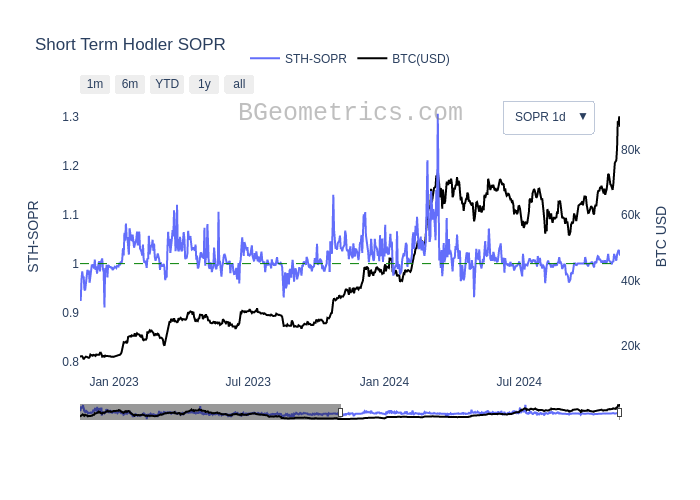 Short Term Hodler SOPR
STH-SOPR BTC(USD)
1m 6m YTD 1y all
BGeometrics.com
SOPR 1d ▼
1.3
1.2
1.1
1
0.9
0.8
STH-SOPR
80k
60k
40k
20k
BTC USD
Jan 2023 Jul 2023 Jan 2024 Jul 2024